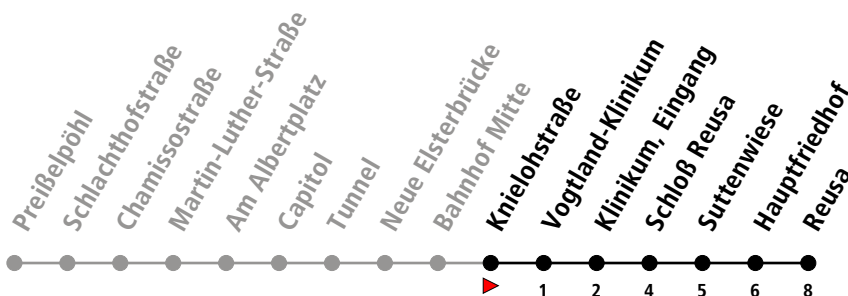 Preißelpöhl
Schlachthofstraße
Chamissostraße
Martin-Luther-Straße
Am Albertplatz
Capitol
Tunnel
Neue Elsterbrücke
Bahnhof Mitte
Knielohstraße
Vogtland-Klinikum
Klinikum, Eingang
Schloß Reusa
Suttenwiese
Hauptfriedhof
Reusa
1 2 4 5 6 8